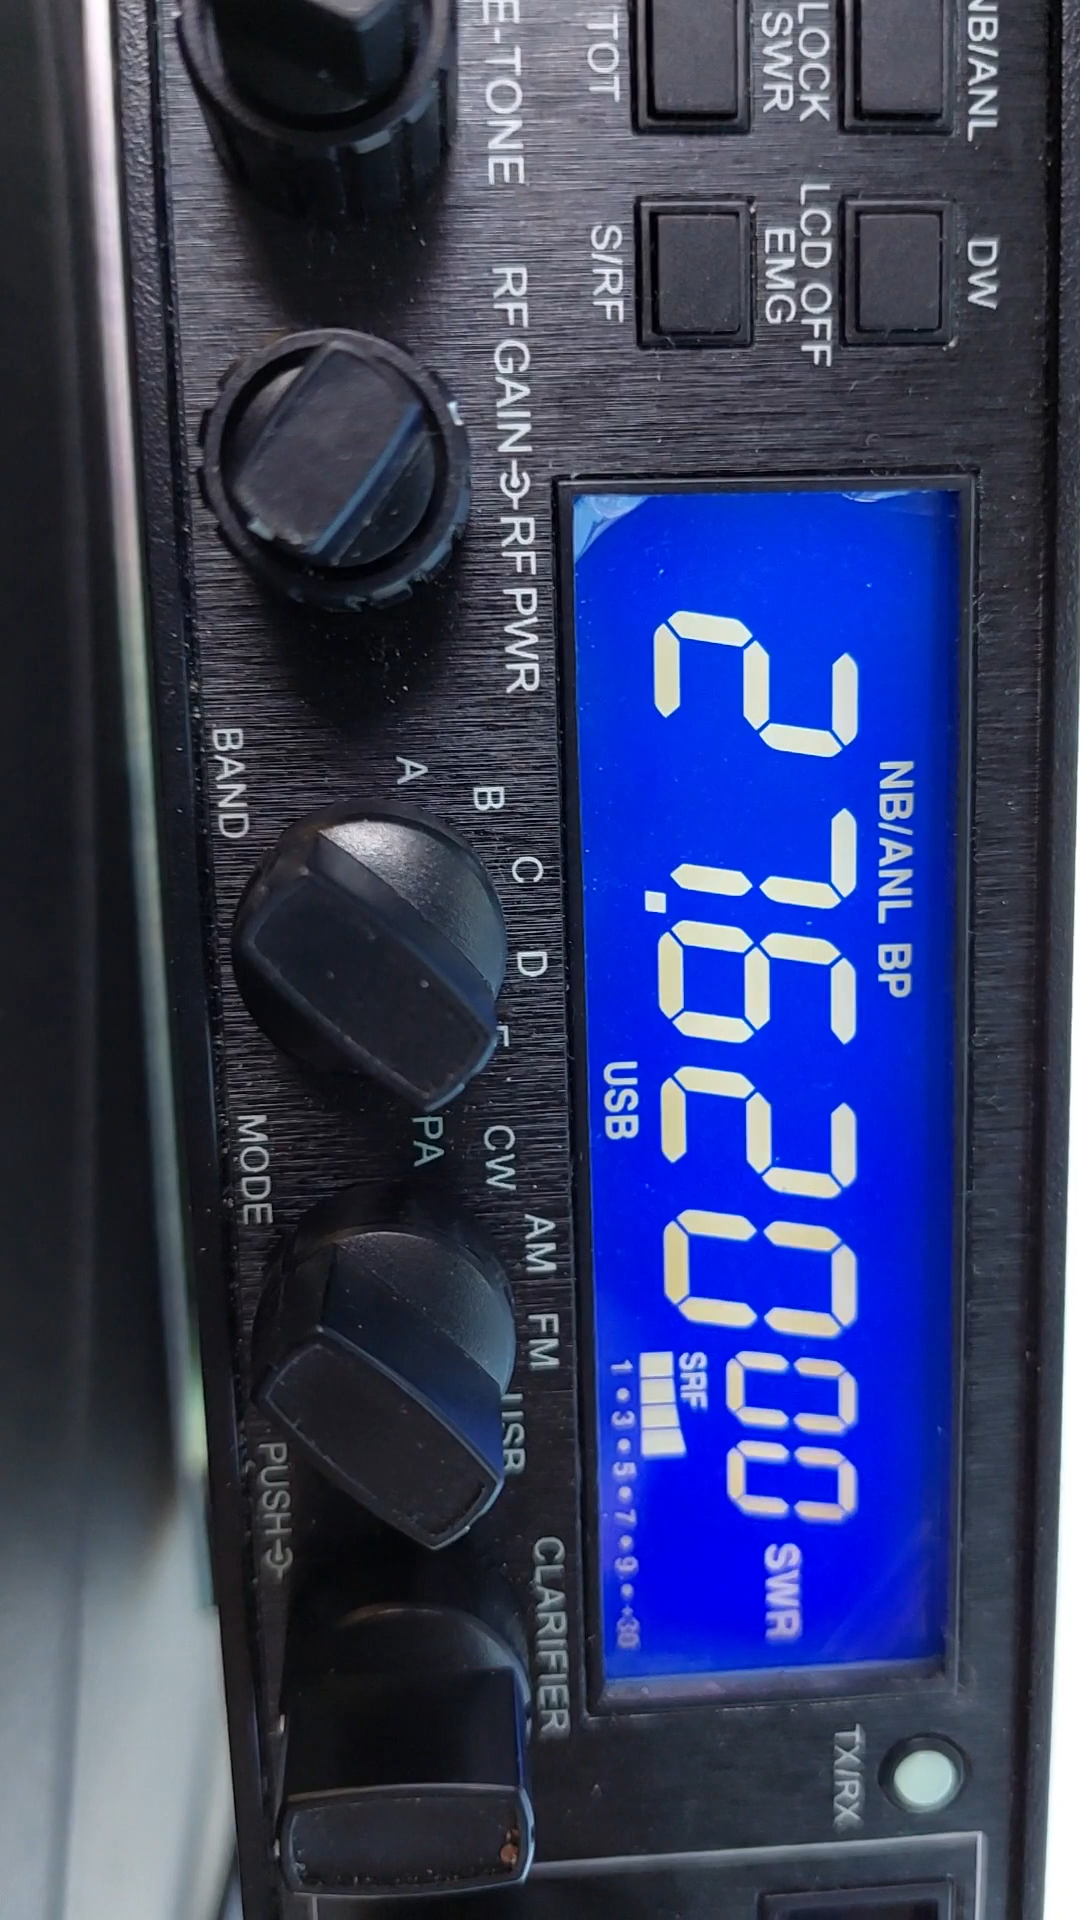 NB/ANL DW
LOCK LCD OFF
SWR EMG
TOT S/RF
NB/ANL BP
27.62000
SWR
SRF
USB
1•3•5•7•9•+30
TX/RX
E-TONE RF GAIN RF PWR
A B C D
BAND
PA CW AM FM
MODE
CLARIFIER
PUSH